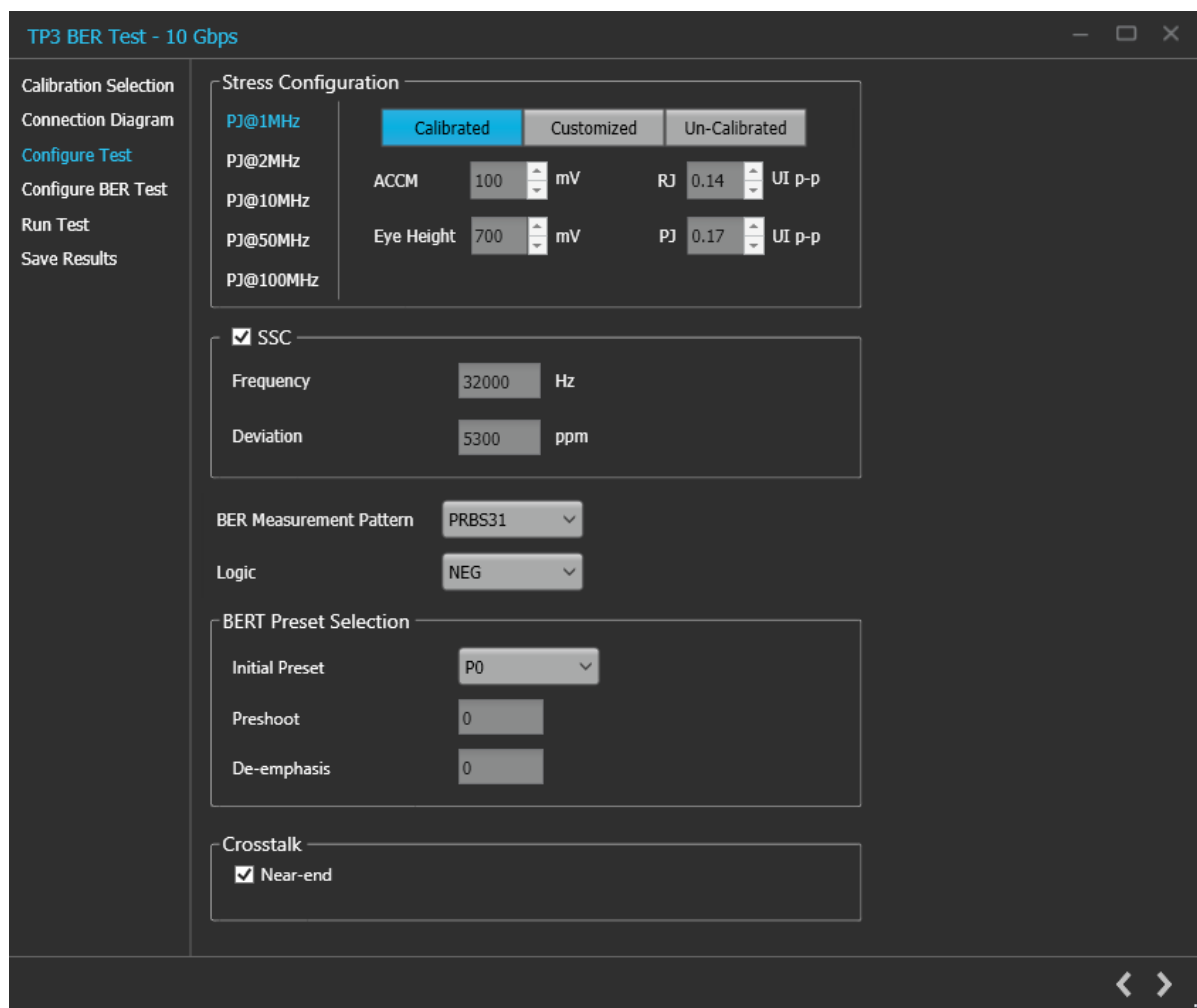 TP3 BER Test - 10 Gbps
Calibration Selection
Connection Diagram
Configure Test
Configure BER Test
Run Test
Save Results
Stress Configuration
PJ@1MHz
PJ@2MHz
PJ@10MHz
PJ@50MHz
PJ@100MHz
Calibrated Customized Un-Calibrated
ACCM 100 mV RJ 0.14 UI p-p
Eye Height 700 mV PJ 0.17 UI p-p
SSC
Frequency 32000 Hz
Deviation 5300 ppm
BER Measurement Pattern PRBS31
Logic NEG
BERT Preset Selection
Initial Preset P0
Preshoot 0
De-emphasis 0
Crosstalk
Near-end